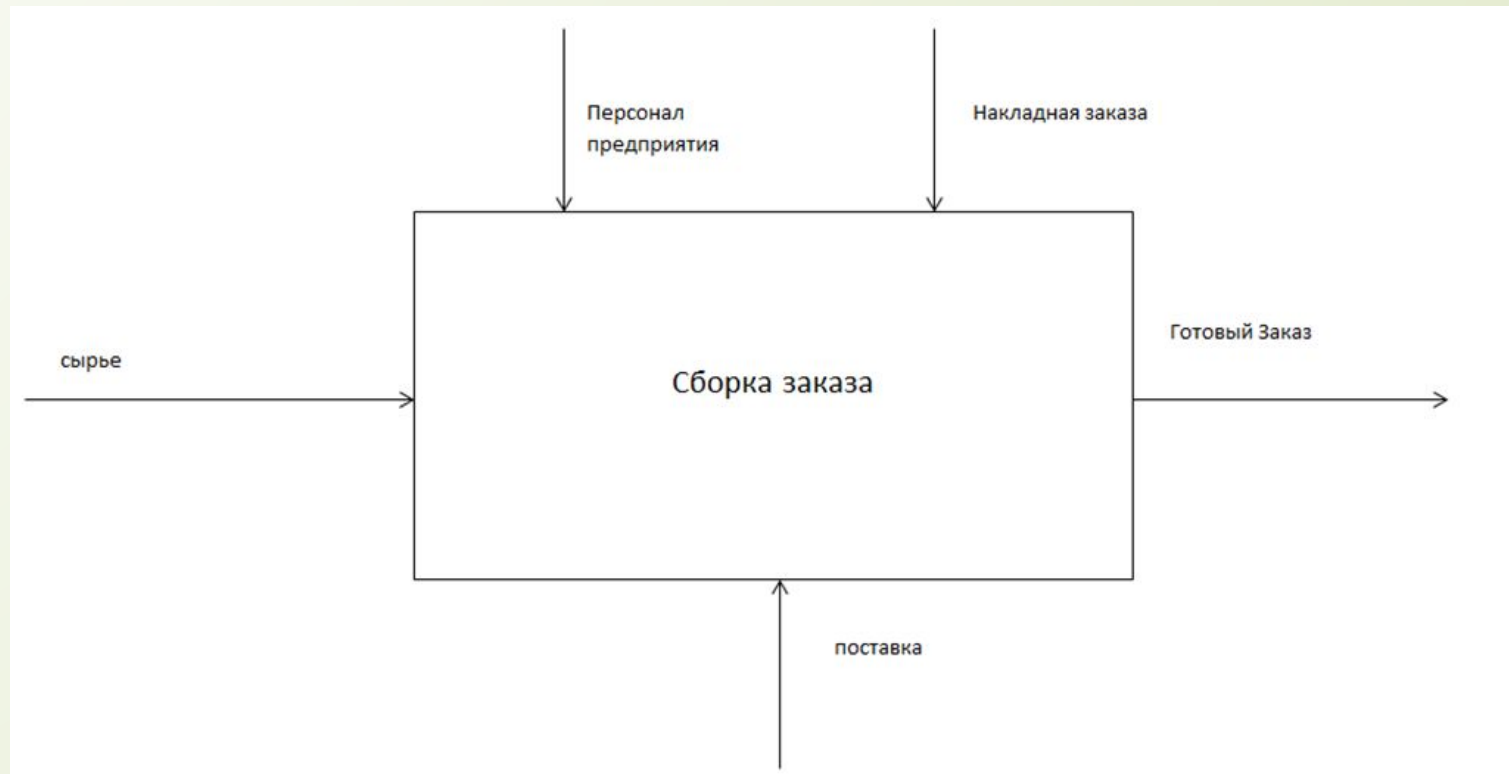 Персонал
предприятия
Накладная заказа
Готовый Заказ
сырье
Сборка заказа
поставка